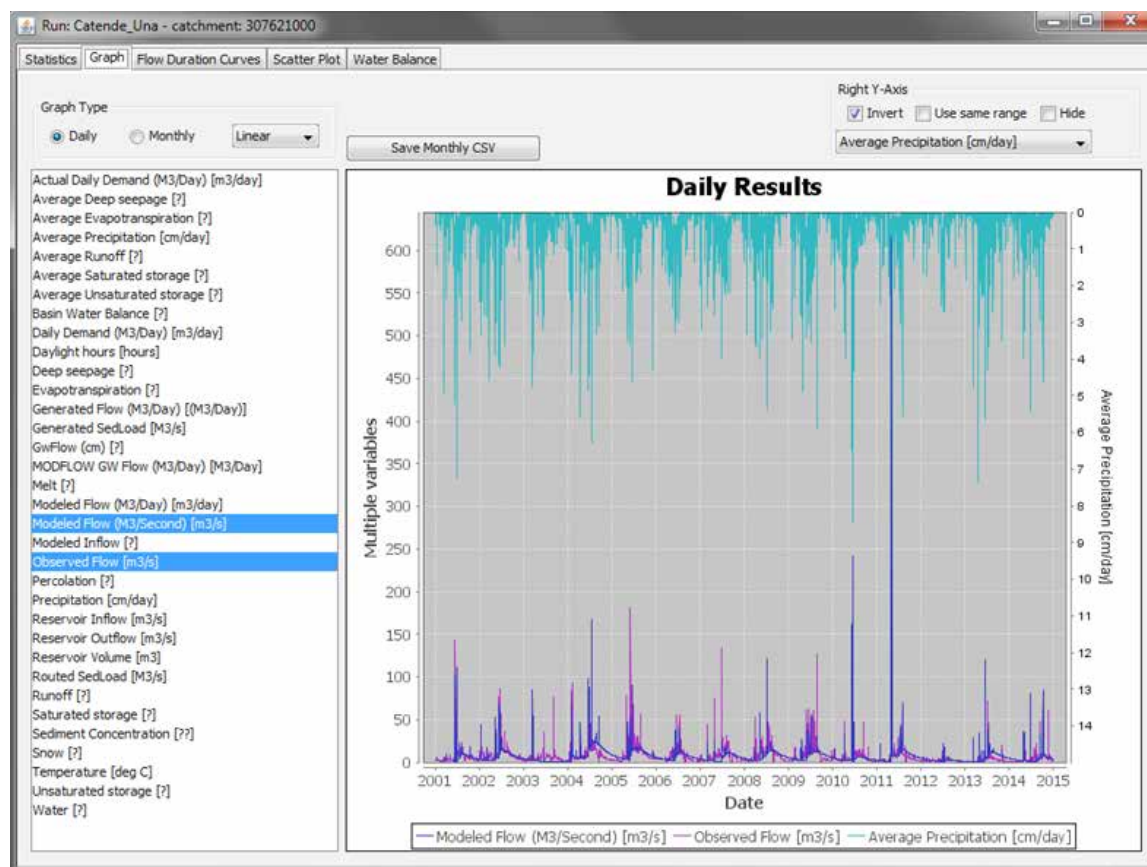 Run: Catende_Una - catchment: 307621000
Statistics Graph Flow Duration Curves Scatter Plot Water Balance
Graph Type
Daily Monthly Linear
Save Monthly CSV
Right Y-Axis
Invert Use same range Hide
Average Precipitation [cm/day]
Actual Daily Demand (M3/Day) [m3/day]
Average Deep seepage [?]
Average Evapotranspiration [?]
Average Precipitation [cm/day]
Average Runoff [?]
Average Saturated storage [?]
Average Unsaturated storage [?]
Basin Water Balance [?]
Daily Demand (M3/Day) [m3/day]
Daylight hours [hours]
Deep seepage [?]
Evapotranspiration [?]
Generated Flow (M3/Day) [(M3/Day)]
Generated SedLoad [M3/s]
GwFlow (cm) [?]
MODFLOW GW Flow (M3/Day) [M3/Day]
Melt [?]
Modeled Flow (M3/Day) [m3/day]
Modeled Flow (M3/Second) [m3/s]
Modeled Inflow [?]
Observed Flow [m3/s]
Percolation [?]
Precipitation [cm/day]
Reservoir Inflow [m3/s]
Reservoir Outflow [m3/s]
Reservoir Volume [m3]
Routed SedLoad [M3/s]
Runoff [?]
Saturated storage [?]
Sediment Concentration [??]
Snow [?]
Temperature [deg C]
Unsaturated storage [?]
Water [?]
Daily Results
Multiple variables
600
550
500
450
400
350
300
250
200
150
100
50
0
0
1
2
3
4
5
6
7
8
9
10
11
12
13
14
Average Precipitation [cm/day]
2001 2002 2003 2004 2005 2006 2007 2008 2009 2010 2011 2012 2013 2014 2015
Date
Modeled Flow (M3/Second) [m3/s] Observed Flow [m3/s] Average Precipitation [cm/day]